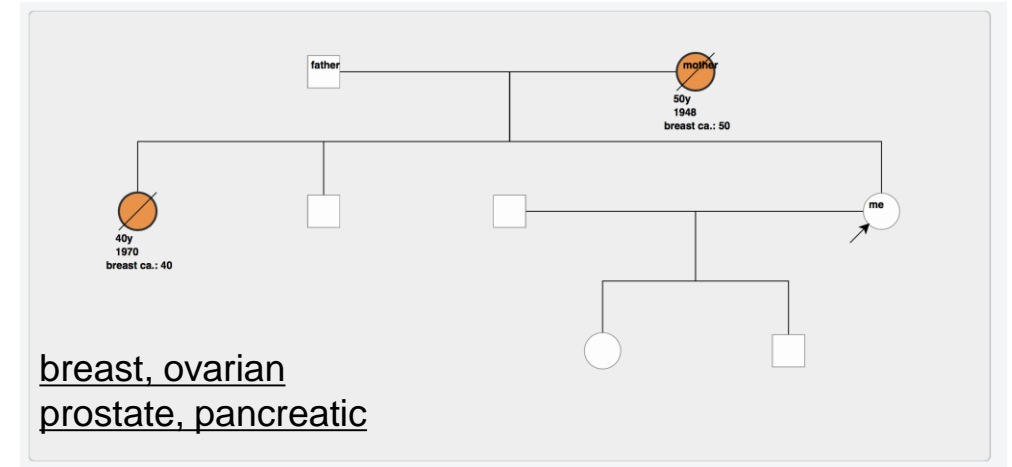 father
mother
50y
1948
breast ca.: 50
me
40y
1970
breast ca.: 40
breast, ovarian
prostate, pancreatic